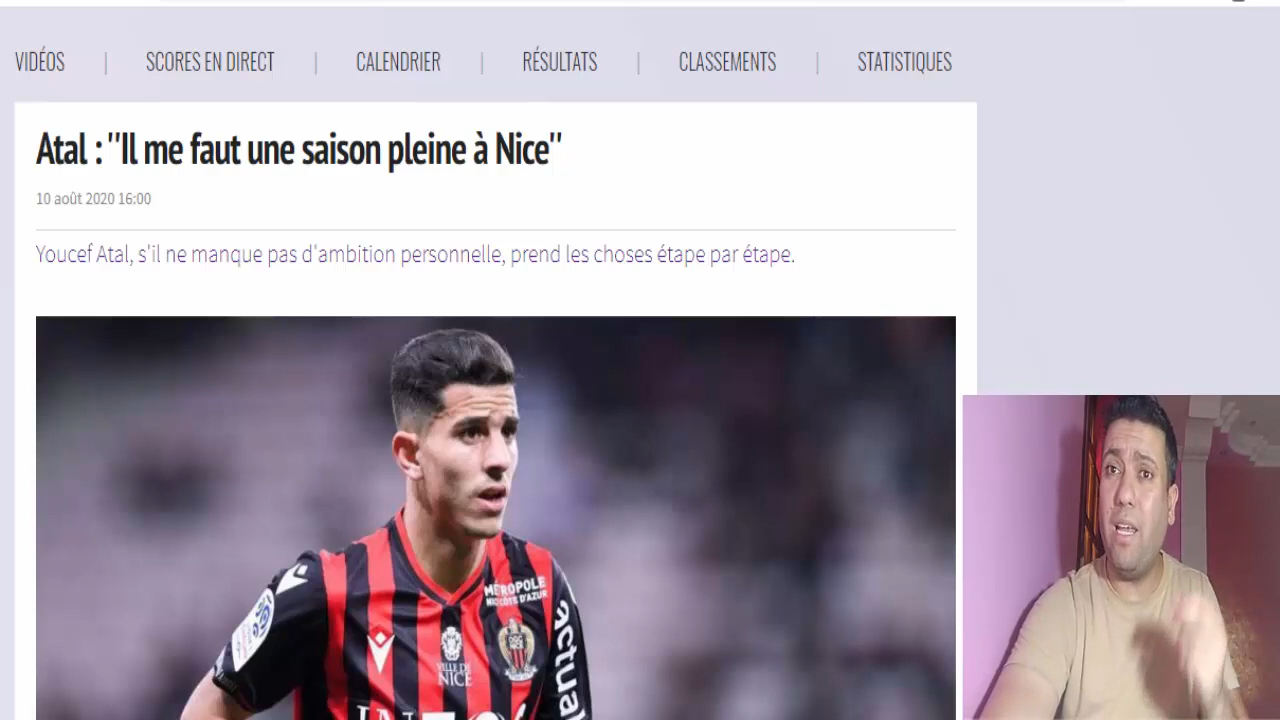 VIDÉOS | SCORES EN DIRECT | CALENDRIER | RÉSULTATS | CLASSEMENTS | STATISTIQUES
Atal : "Il me faut une saison pleine à Nice"
10 août 2020 16:00
Youcef Atal, s'il ne manque pas d'ambition personnelle, prend les choses étape par étape.
MÉTROPOLE
NICE CÔTE D'AZUR
VILLE DE
NICE